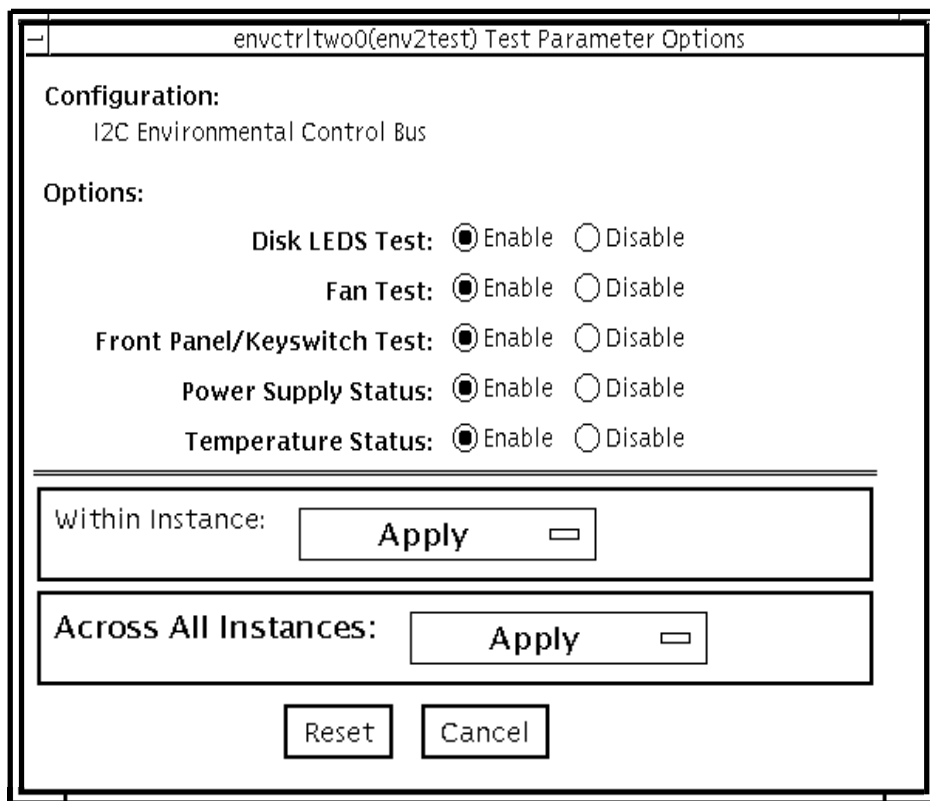 envctrltwo0(env2test) Test Parameter Options
Configuration:
I2C Environmental Control Bus
Options:
Disk LEDS Test: Enable Disable
Fan Test: Enable Disable
Front Panel/Keyswitch Test: Enable Disable
Power Supply Status: Enable Disable
Temperature Status: Enable Disable
Within Instance: Apply
Across All Instances: Apply
Reset Cancel